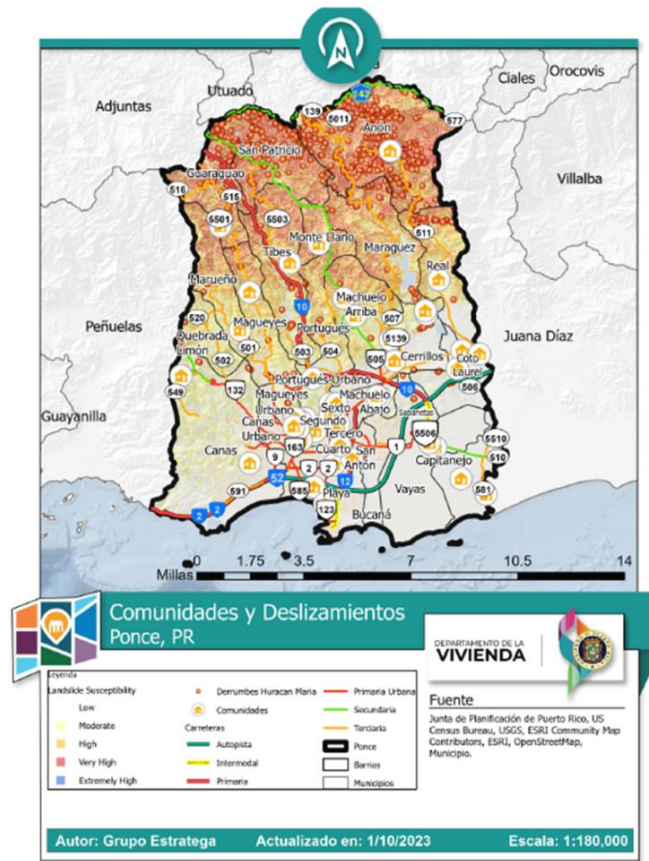 N
Utuado
Ciales
Orocovis
Adjuntas
139
5011
Anón
577
San Patricio
Guaraguao
Villalba
516
515
5501
5503
511
Monte Llano
Tibes
Maraguez
Real
Marueño
10
Machuelo
Arriba
520
507
Peñuelas
Magueyes
Portugués
5139
Juana Díaz
Quebrada
Limón
501
502
503
504
505
Cerrillos
Coto
Laurel
506
549
132
Portugués Urbano
10
Magueyes
Urbano
Machuelo
Abajo
Sexto
Sabanetas
Guayanilla
Cañas
Urbano
Segundo
Tercero
5506
163
Cuarto
San
Antón
1
5510
510
Canas
9
2
2
Capitanejo
52
12
591
585
Playa
Vayas
581
2
2
123
Bucaná
Millas
0
1.75
3.5
7
10.5
14
Comunidades y Deslizamientos
Ponce, PR
DEPARTAMENTO DE LA
VIVIENDA
Leyenda
Landslide Susceptibility
Low
Moderate
High
Very High
Extremely High
Derrumbes Huracan Maria
Comunidades
Carreteras
Autopista
Intermodal
Primaria
Primaria Urbana
Secundaria
Terciaria
Ponce
Barrios
Municipios
Fuente
Junta de Planificación de Puerto Rico, US
Census Bureau, USGS, ESRI Community Map
Contributors, ESRI, OpenStreetMap,
Municipio.
Autor: Grupo Estratega
Actualizado en: 1/10/2023
Escala: 1:180,000